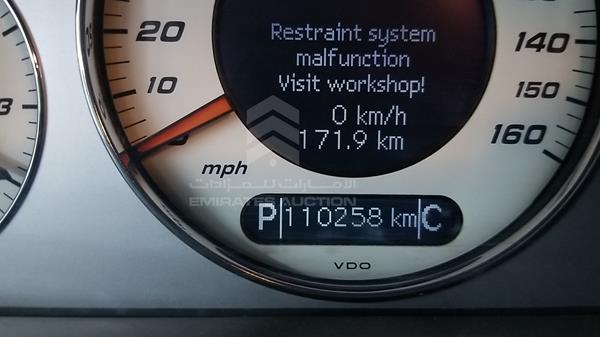 Restraint system
malfunction
Visit workshop!
0 km/h
171.9 km
20
10
140
150
160
3
mph
الإمارات للمزادات
EMIRATES AUCTION
P 110258 km C
VDO